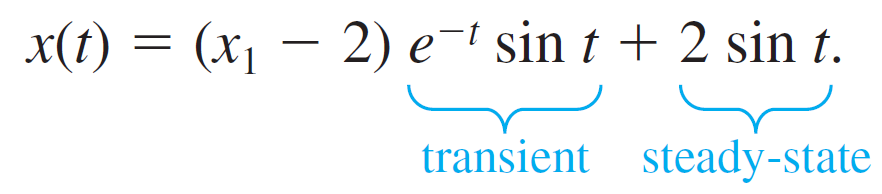 x(t) = (x₁ − 2) e⁻ᵗ sin t + 2 sin t.
transient steady-state